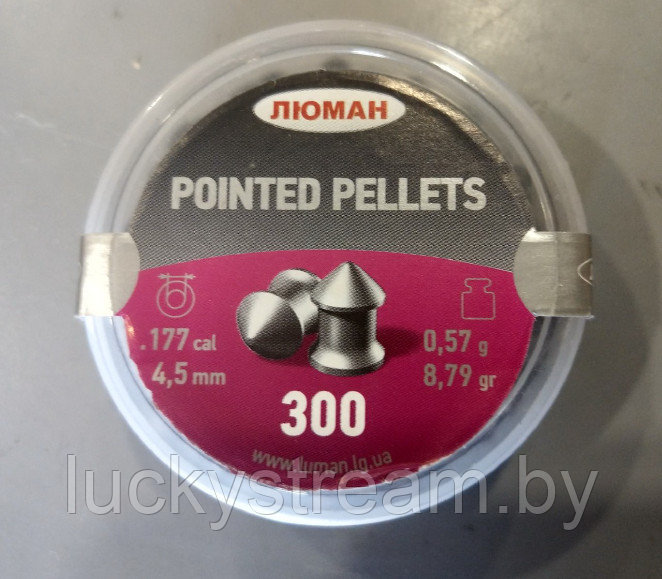 ЛЮМАН
POINTED PELLETS
.177 cal
4,5 mm
0,57 g
8,79 gr
300
www.luman.lg.ua
luckystream.by